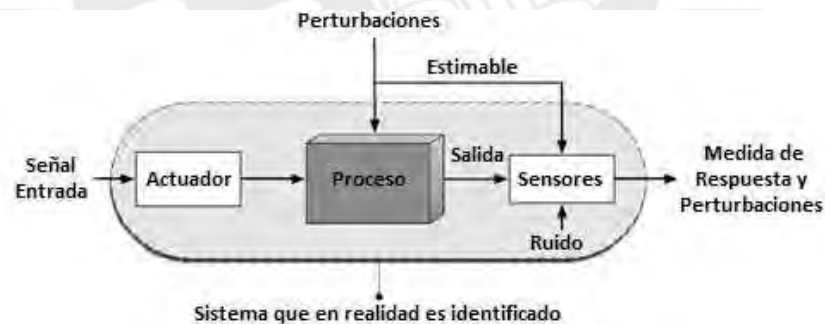 Perturbaciones
Estimable
Señal
Entrada
Actuador
Proceso
Salida
Sensores
Medida de
Respuesta y
Perturbaciones
Ruido
Sistema que en realidad es identificado